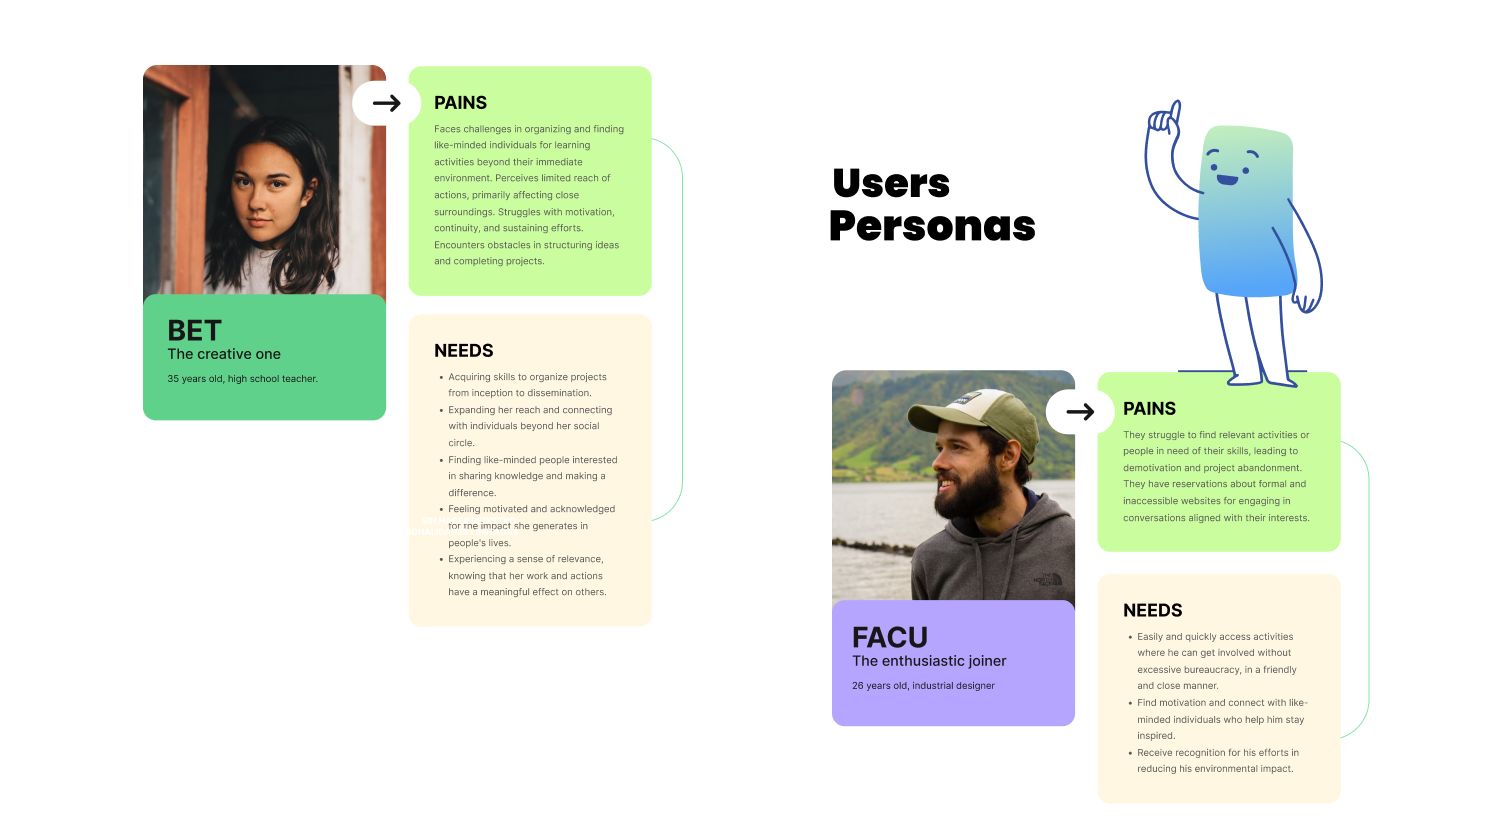 PAINS
Faces challenges in organizing and finding
like-minded individuals for learning
activities beyond their immediate
environment. Perceives limited reach of
actions, primarily affecting close
surroundings. Struggles with motivation,
continuity, and sustaining efforts.
Encounters obstacles in structuring ideas
and completing projects.
BET
The creative one
35 years old, high school teacher.
NEEDS
• Acquiring skills to organize projects
from inception to dissemination.
• Expanding her reach and connecting
with individuals beyond her social
circle.
• Finding like-minded people interested
in sharing knowledge and making a
difference.
• Feeling motivated and acknowledged
for the impact she generates in
people's lives.
• Experiencing a sense of relevance,
knowing that her work and actions
have a meaningful effect on others.
Users
Personas
THE
NORTH
FACE
PAINS
They struggle to find relevant activities or
people in need of their skills, leading to
demotivation and project abandonment.
They have reservations about formal and
inaccessible websites for engaging in
conversations aligned with their interests.
FACU
The enthusiastic joiner
26 years old, industrial designer
NEEDS
• Easily and quickly access activities
where he can get involved without
excessive bureaucracy, in a friendly
and close manner.
• Find motivation and connect with like-
minded individuals who help him stay
inspired.
• Receive recognition for his efforts in
reducing his environmental impact.